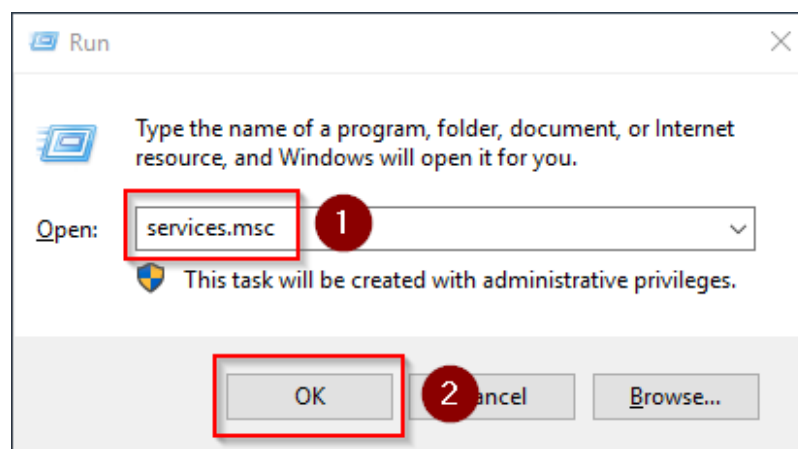 Run
Type the name of a program, folder, document, or Internet
resource, and Windows will open it for you.
Open: services.msc 1
This task will be created with administrative privileges.
OK 2 ancel Browse...